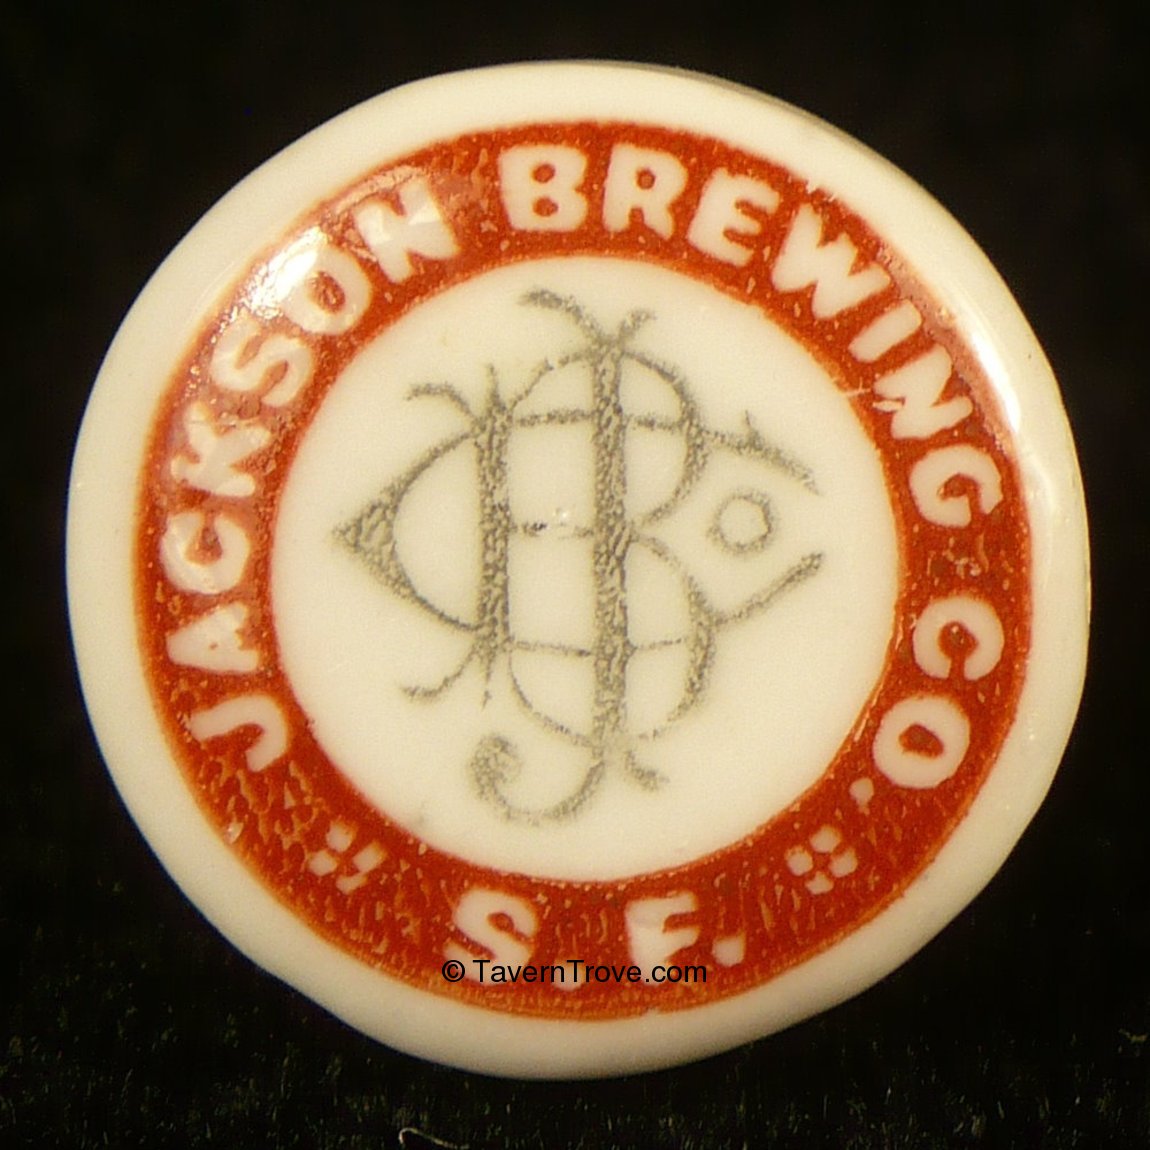 JACKSON BREWING CO.
JBCo
S F.
© TavernTrove.com